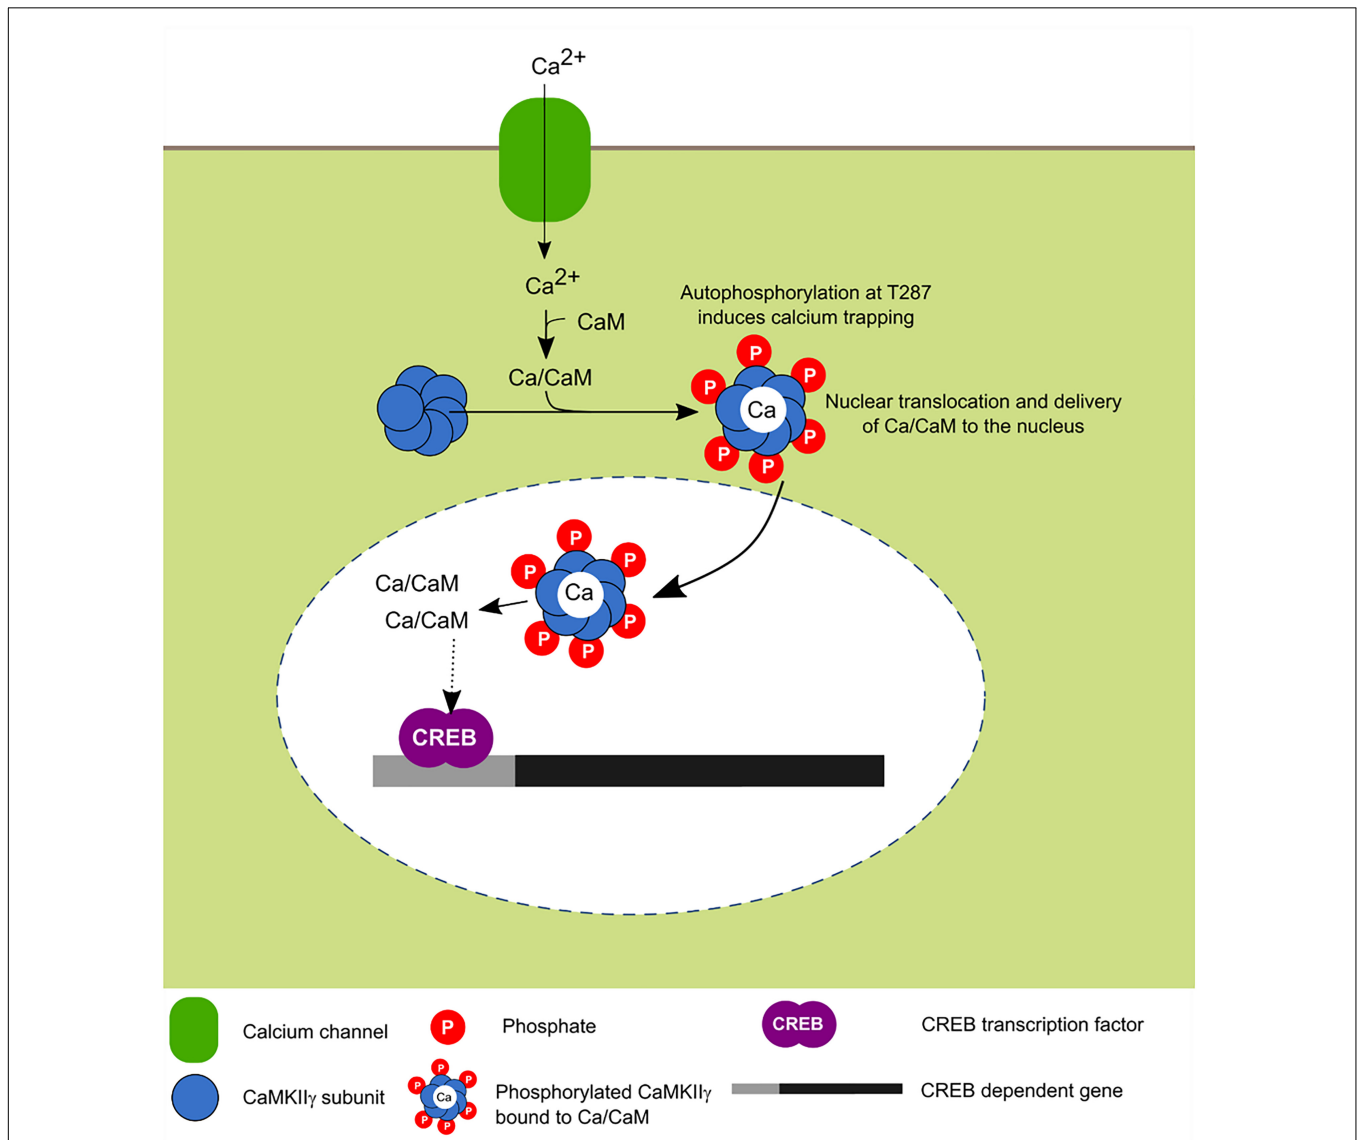 Ca2+
Ca2+
CaM
Ca/CaM
Autophosphorylation at T287
induces calcium trapping
P
P
P
P
P
P
Ca
Nuclear translocation and delivery
of Ca/CaM to the nucleus
P
P
P
P
P
P
Ca
Ca/CaM
Ca/CaM
CREB
Calcium channel
P
Phosphate
CREB
CREB transcription factor
CaMKIIγ subunit
P
P
P
P
P
P
Ca
Phosphorylated CaMKIIγ
bound to Ca/CaM
CREB dependent gene